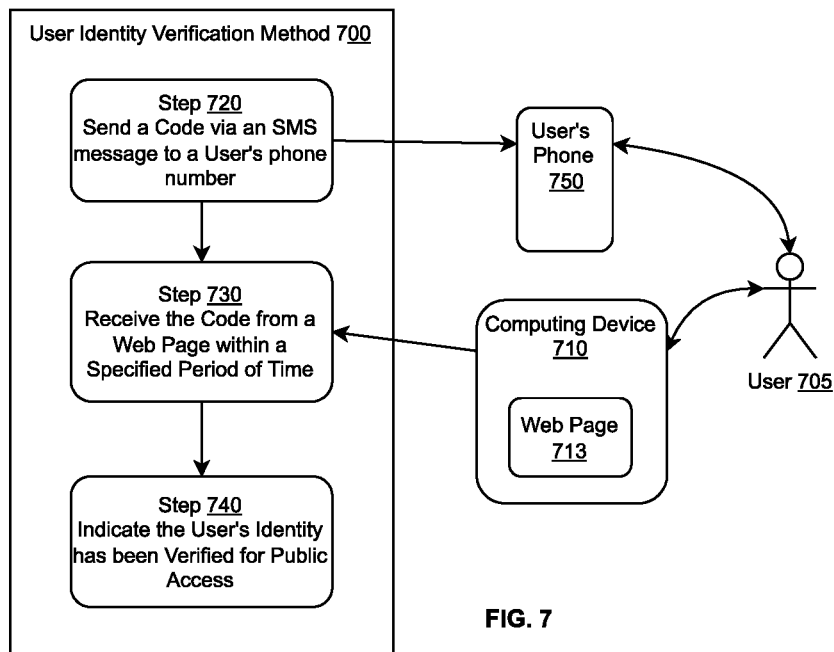 User Identity Verification Method 700
Step 720
Send a Code via an SMS
message to a User's phone
number
User's
Phone
750
Step 730
Receive the Code from a
Web Page within a
Specified Period of Time
Computing Device
710
Web Page
713
User 705
Step 740
Indicate the User's Identity
has been Verified for Public
Access
FIG. 7